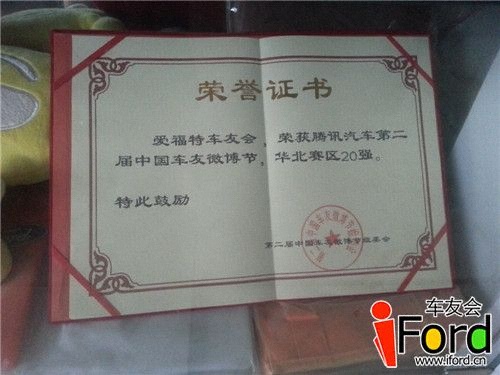 荣誉证书
爱福特车友会，荣获腾讯汽车第二
届中国车友微博节，华北赛区20强。
特此鼓励
第二届中国车友微博节组委会
车友会
iFord
www.iford.cn